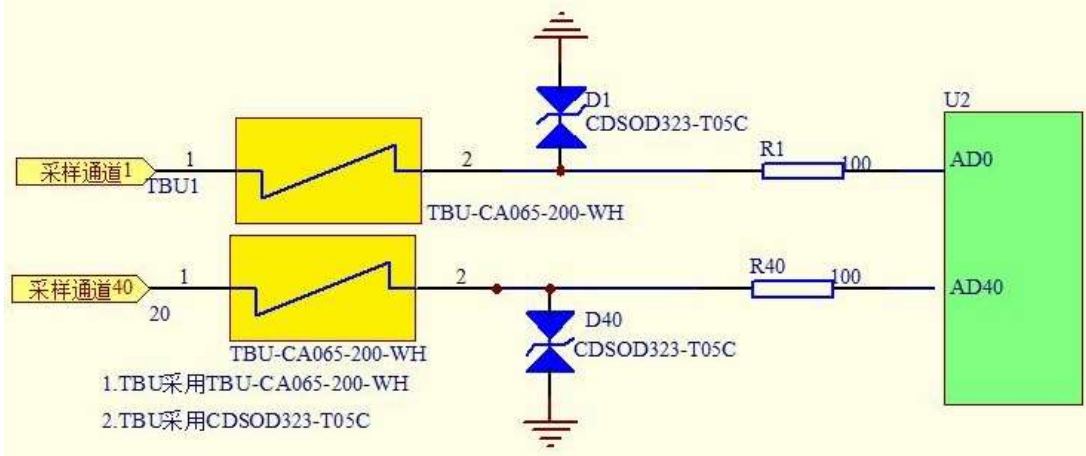 D1
CDSOD323-T05C
U2
采样通道1
1
TBU1
2
R1
100
AD0
TBU-CA065-200-WH
采样通道40
1
20
2
R40
100
AD40
D40
CDSOD323-T05C
TBU-CA065-200-WH
1.TBU采用TBU-CA065-200-WH
2.TBU采用CDSOD323-T05C